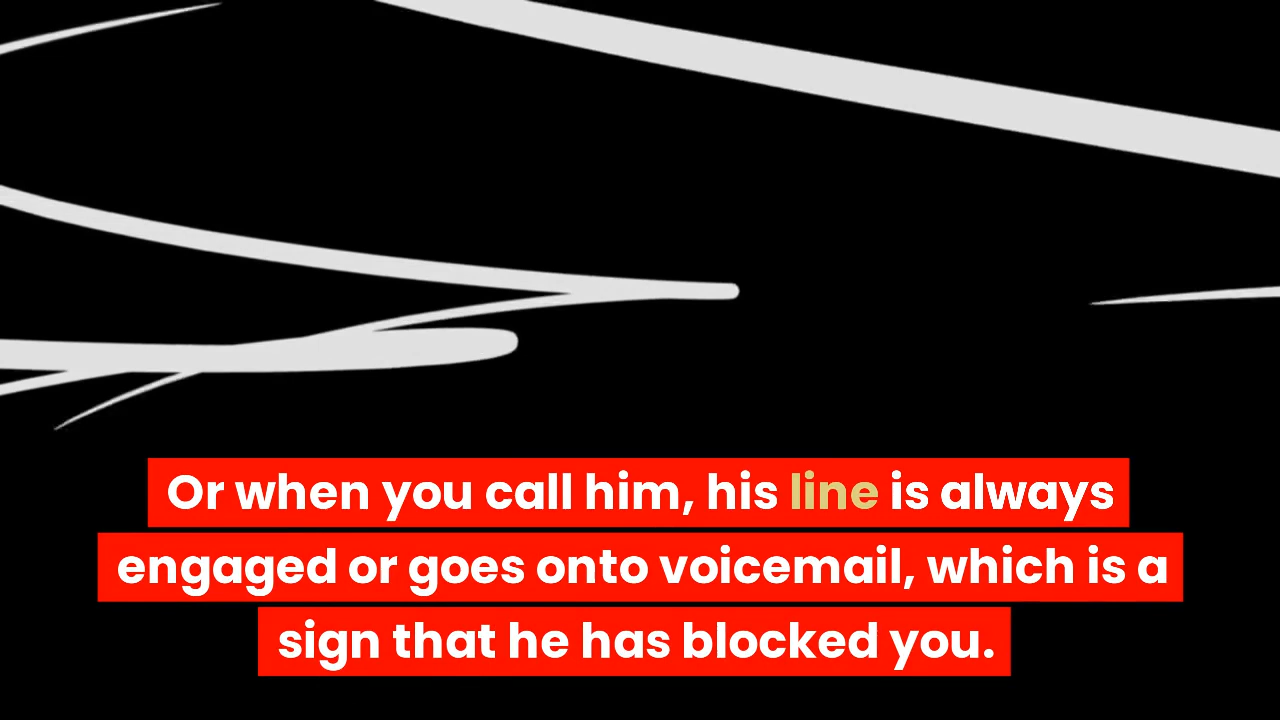 Or when you call him, his line is always
engaged or goes onto voicemail, which is a
sign that he has blocked you.